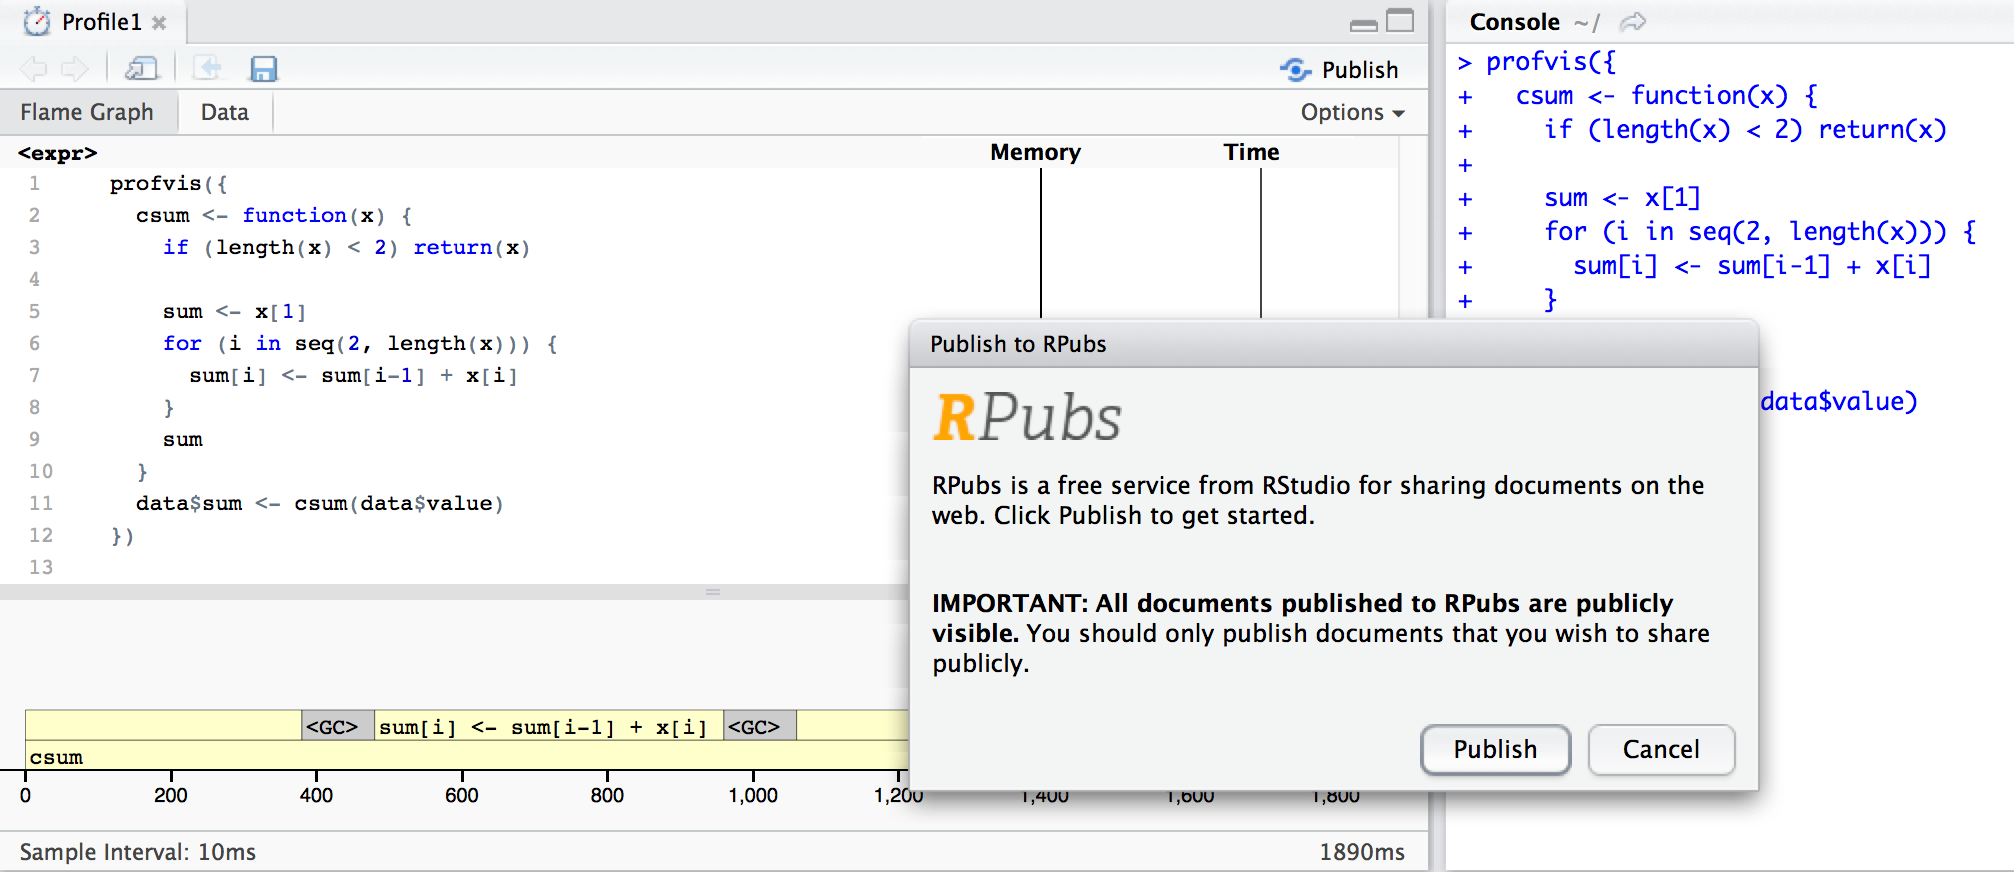 Profile1
Publish
Flame Graph Data Options
<expr> Memory Time
1 profvis({
2 csum <- function(x) {
3 if (length(x) < 2) return(x)
4
5 sum <- x[1]
6 for (i in seq(2, length(x))) {
7 sum[i] <- sum[i-1] + x[i]
8 }
9 sum
10 }
11 data$sum <- csum(data$value)
12 })
13
<GC> sum[i] <- sum[i-1] + x[i] <GC>
csum
0 200 400 600 800 1,000 1,200 1,400 1,600 1,800
Sample Interval: 10ms 1890ms
Console ~/
> profvis({
+ csum <- function(x) {
+ if (length(x) < 2) return(x)
+
+ sum <- x[1]
+ for (i in seq(2, length(x))) {
+ sum[i] <- sum[i-1] + x[i]
+ }
data$value)
Publish to RPubs
RPubs
RPubs is a free service from RStudio for sharing documents on the
web. Click Publish to get started.
IMPORTANT: All documents published to RPubs are publicly
visible. You should only publish documents that you wish to share
publicly.
Publish Cancel